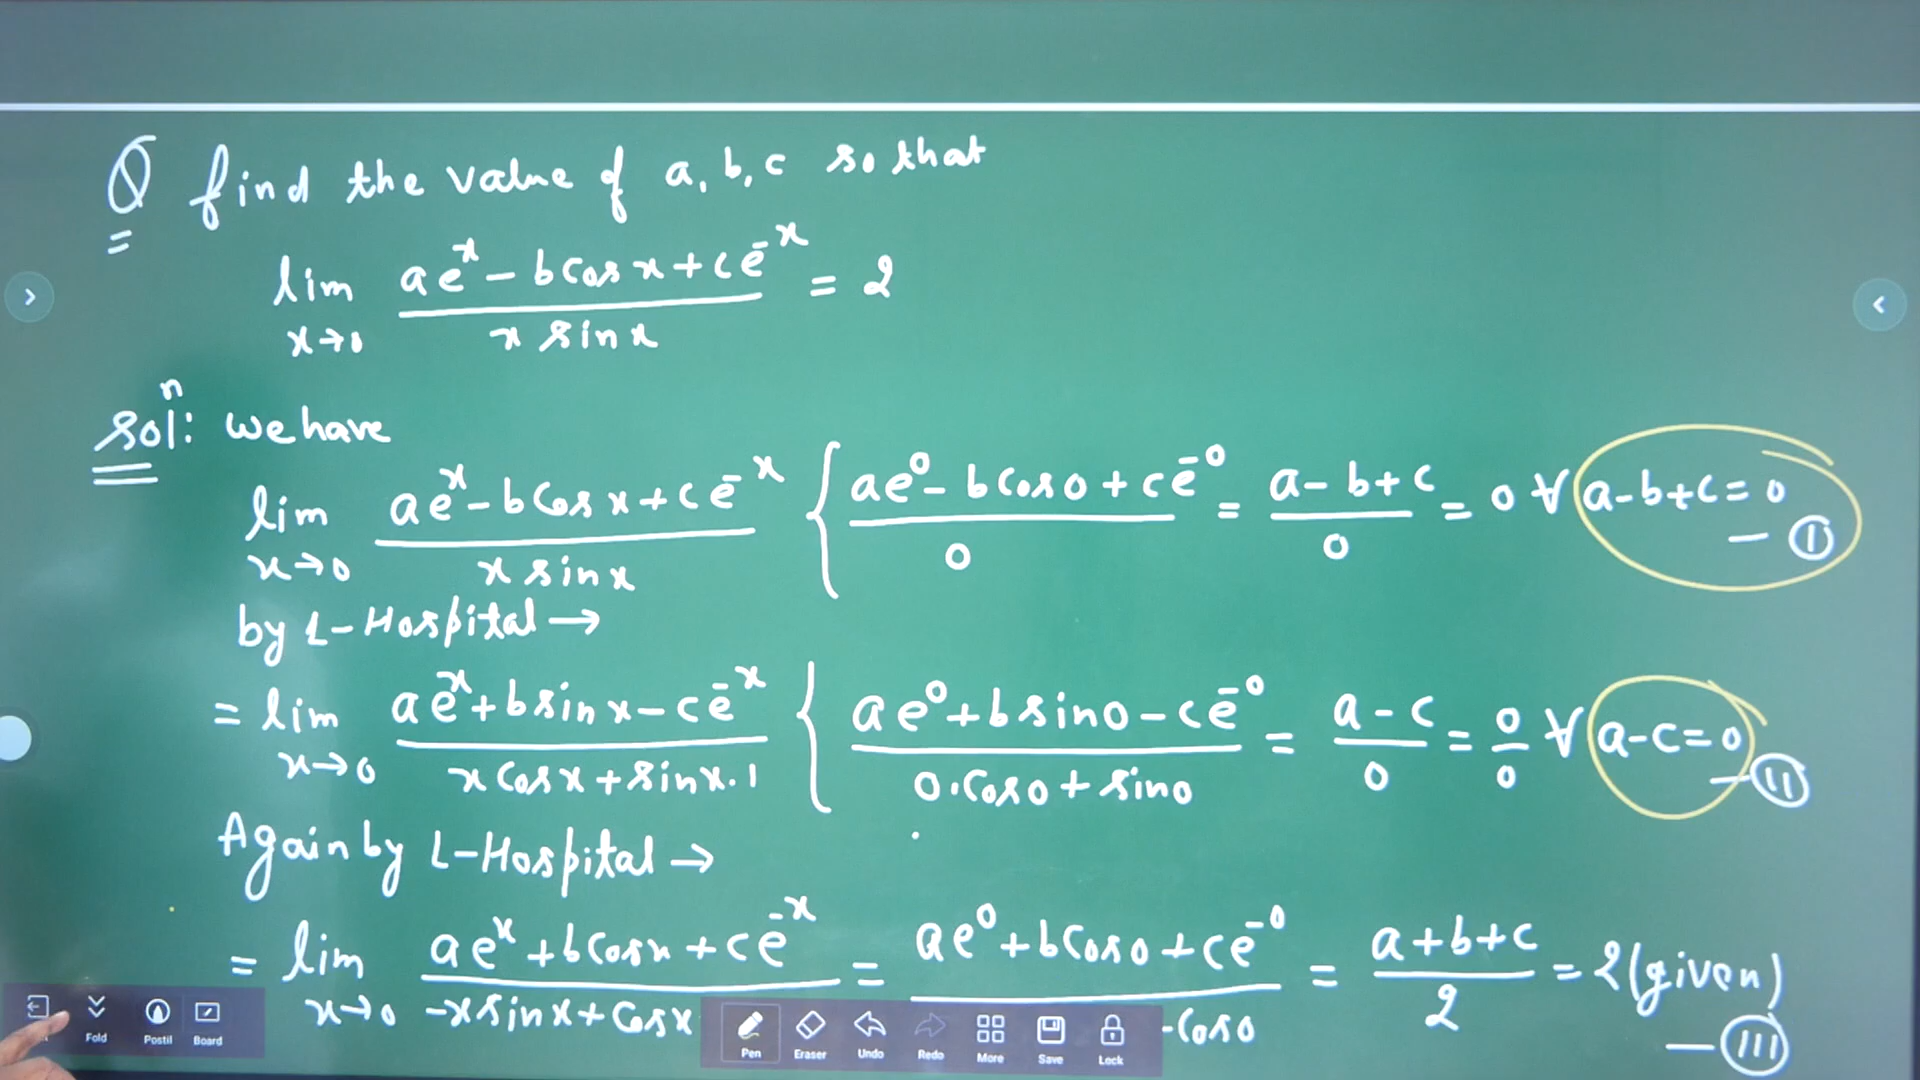 Q find the value of a, b, c so that
lim x→0 (ae^x - b cos x + ce^-x) / (x sin x) = 2
Sol^n: we have
lim x→0 (ae^x - b cos x + ce^-x) / (x sin x) { (ae^0 - b cos 0 + ce^-0) / 0 = (a - b + c) / 0 = 0 ∀ a-b+c=0 — (I)
by L-Hospital →
= lim x→0 (ae^x + b sin x - ce^-x) / (x cos x + sin x . 1) { (ae^0 + b sin 0 - ce^-0) / (0. cos 0 + sin 0) = (a - c) / 0 = 0/0 ∀ a-c=0 — (II)
Again by L-Hospital →
= lim x→0 (ae^x + b cos x + ce^-x) / (-x sin x + cos x = (ae^0 + b cos 0 + ce^-0) / - cos 0 = (a + b + c) / 2 = 2 (given) — (III)
Fold Postil Board Pen Eraser Undo Redo More Save Lock